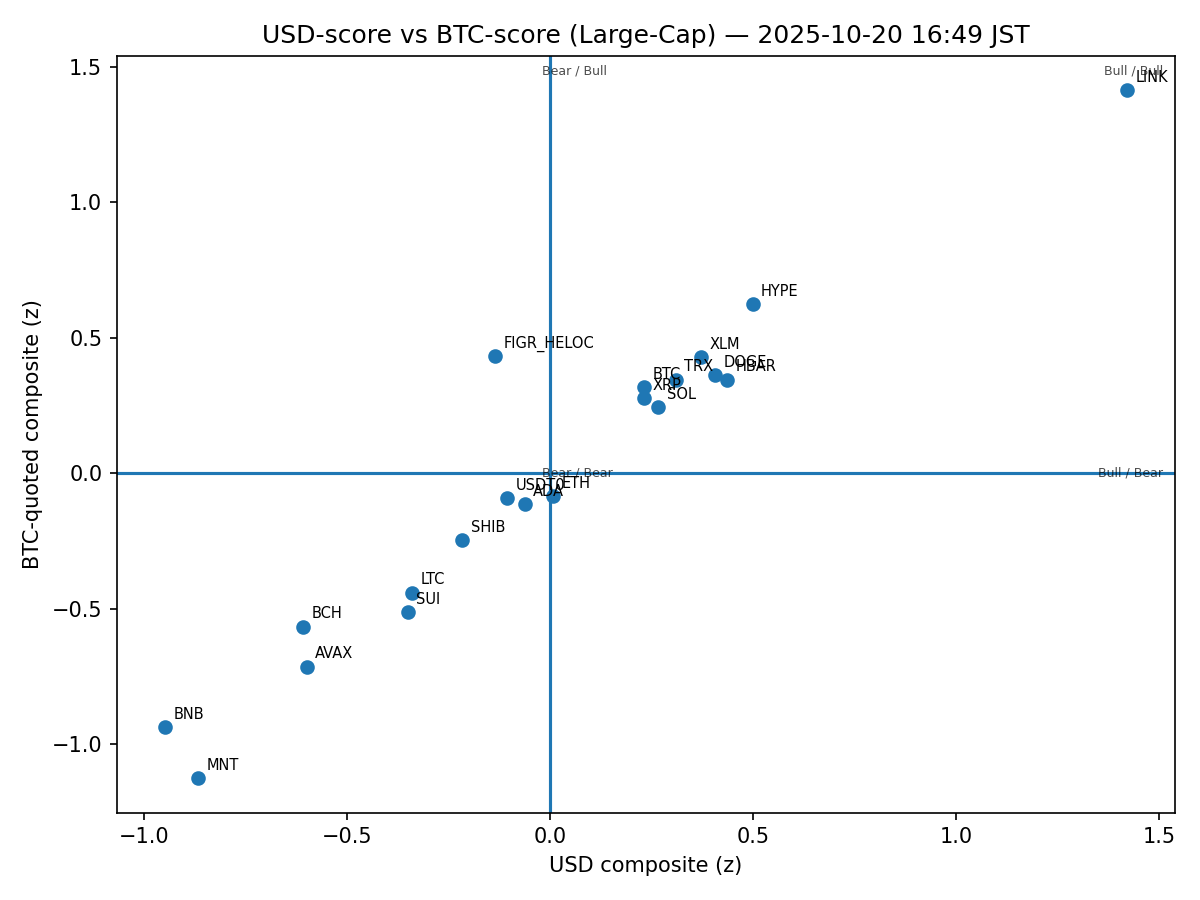 USD-score vs BTC-score (Large-Cap) — 2025-10-20 16:49 JST
1.5
Bear / Bull
Bull / Bull
LINK
1.0
HYPE
0.5
FIGR_HELOC
XLM
DOGE
HBAR
TRX
BTC
XRP
SOL
0.0
Bear / Bear
Bull / Bear
USDT0
ADA
ETH
SHIB
−0.5
LTC
SUI
BCH
AVAX
BNB
−1.0
MNT
−1.0
−0.5
0.0
0.5
1.0
1.5
USD composite (z)
BTC-quoted composite (z)